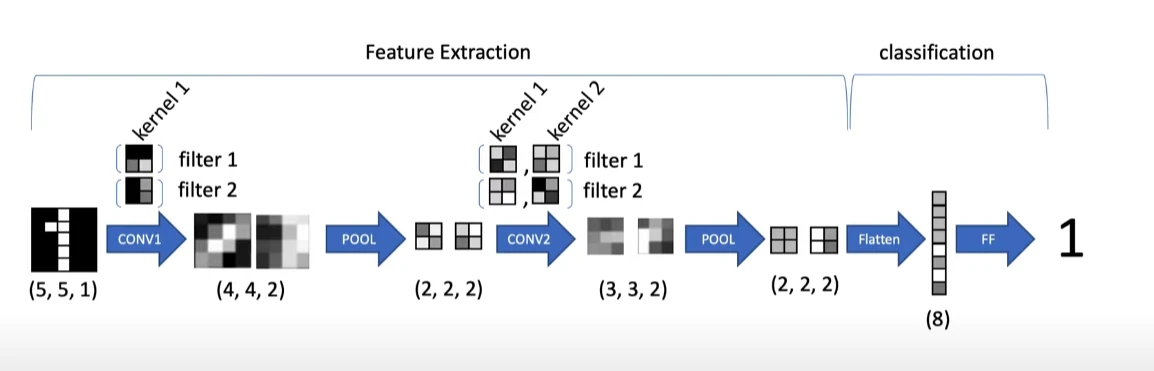 Feature Extraction
classification
kernel 1
kernel 1
kernel 2
filter 1
filter 2
,
filter 1
,
filter 2
CONV1
POOL
CONV2
POOL
Flatten
FF
1
(5, 5, 1)
(4, 4, 2)
(2, 2, 2)
(3, 3, 2)
(2, 2, 2)
(8)